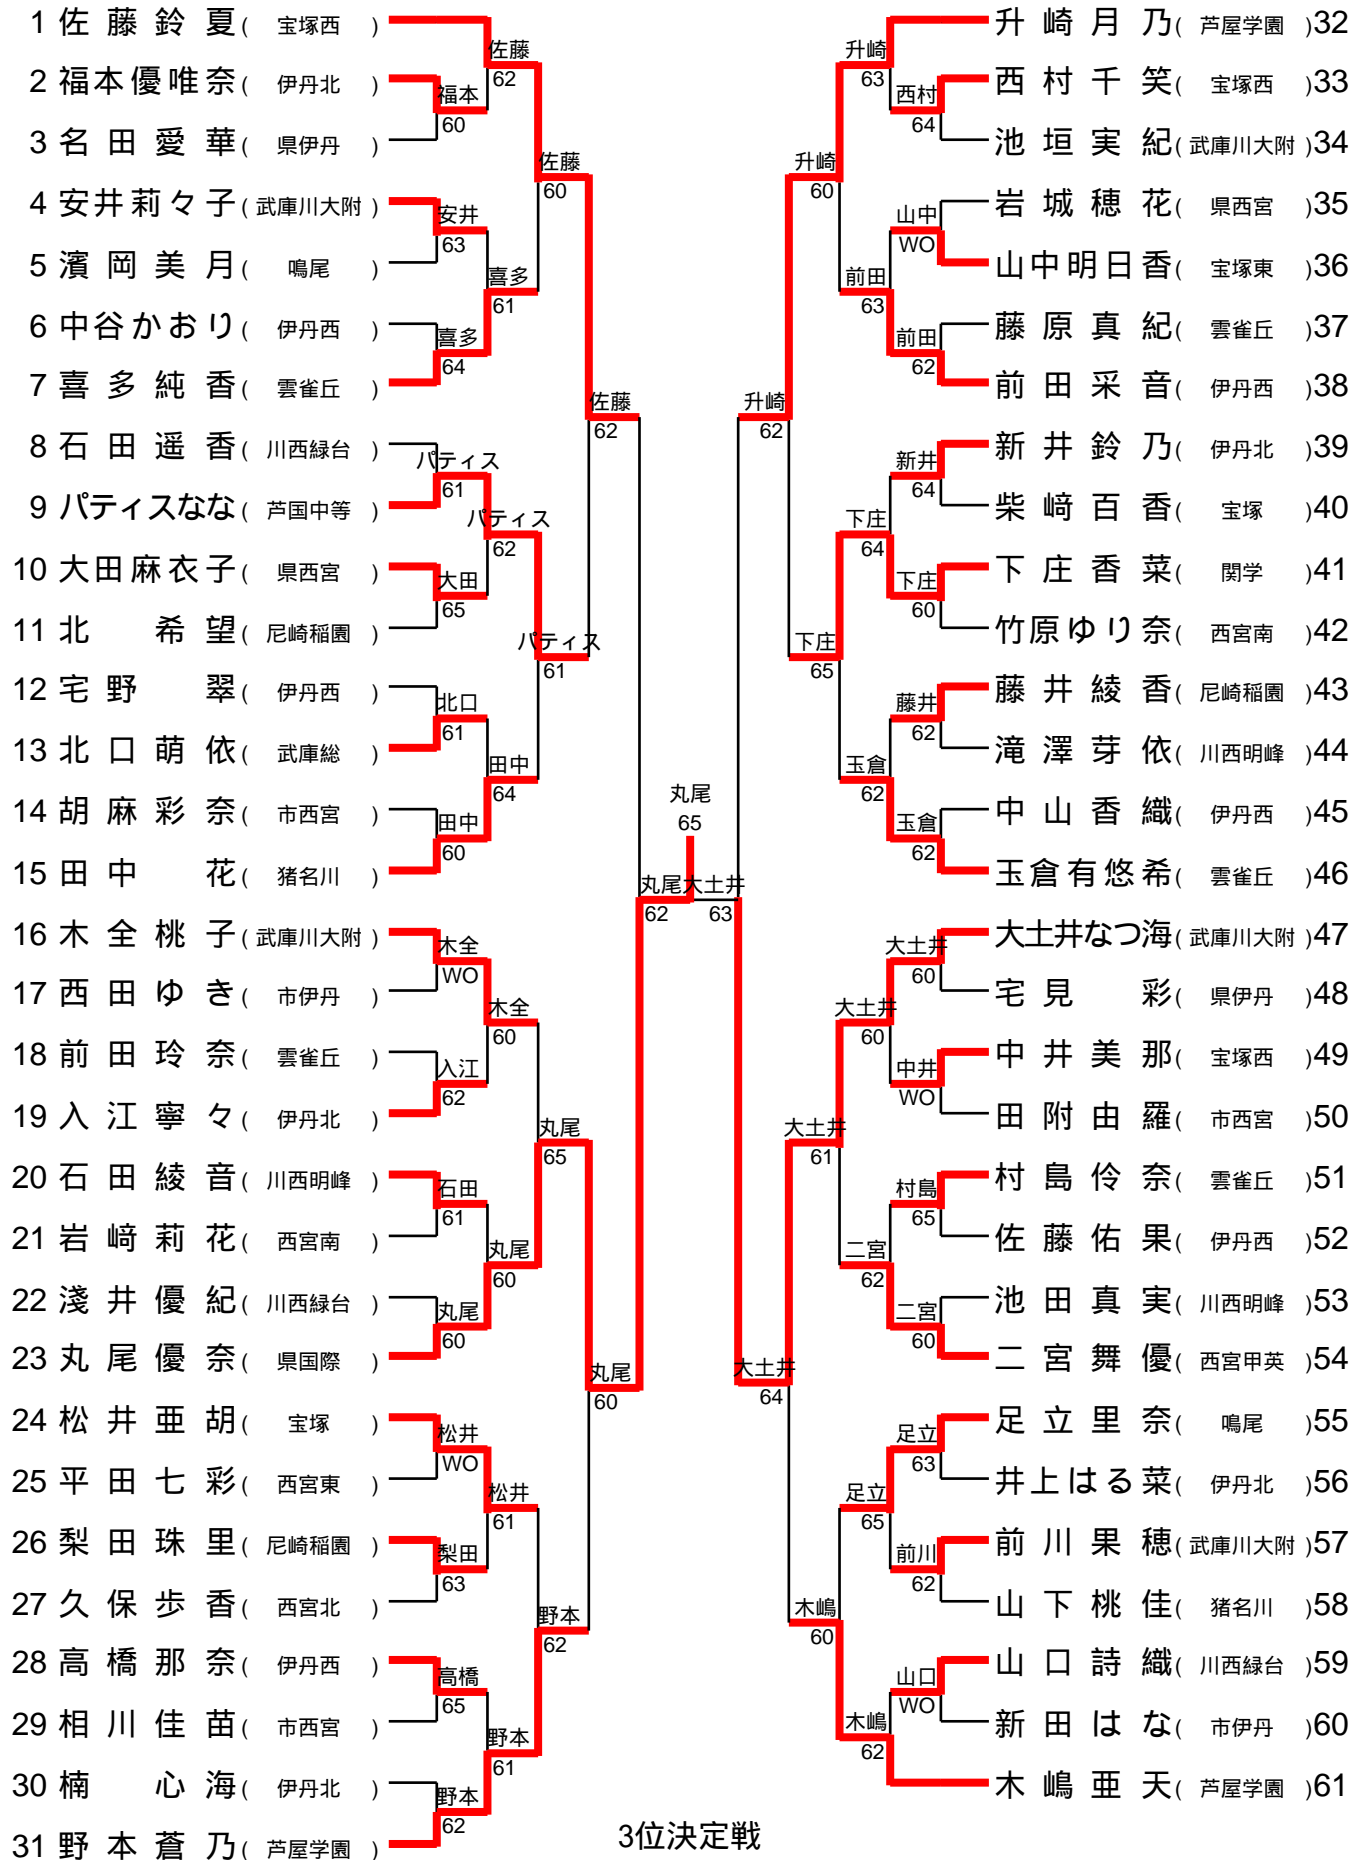 1 佐藤鈴夏(宝塚西)
2 福本優唯奈(伊丹北)
3 名田愛華(県伊丹)
4 安井莉々子(武庫川大附)
5 濱岡美月(鳴尾)
6 中谷かおり(伊丹西)
7 喜多純香(雲雀丘)
8 石田遥香(川西緑台)
9 パティスなな(芦国中等)
10 大田麻衣子(県西宮)
11 北希望(尼崎稲園)
12 宅野翠(伊丹西)
13 北口萌依(武庫総)
14 胡麻彩奈(市西宮)
15 田中花(猪名川)
16 木全桃子(武庫川大附)
17 西田ゆき(市伊丹)
18 前田玲奈(雲雀丘)
19 入江寧々(伊丹北)
20 石田綾音(川西明峰)
21 岩﨑莉花(西宮南)
22 淺井優紀(川西緑台)
23 丸尾優奈(県国際)
24 松井亜胡(宝塚)
25 平田七彩(西宮東)
26 梨田珠里(尼崎稲園)
27 久保歩香(西宮北)
28 高橋那奈(伊丹西)
29 相川佳苗(市西宮)
30 楠心海(伊丹北)
31 野本蒼乃(芦屋学園)
福本
60
安井
63
喜多
64
パティス
61
大田
65
北口
61
田中
60
木全
WO
入江
62
石田
61
丸尾
60
松井
WO
梨田
63
高橋
65
野本
62
佐藤
62
喜多
61
パティス
62
田中
64
木全
60
丸尾
60
松井
61
野本
61
佐藤
60
パティス
61
丸尾
65
野本
62
佐藤
62
丸尾
60
丸尾
62
丸尾
65
大土井
63
升崎
62
大土井
64
升崎
60
下庄
65
大土井
61
木嶋
60
升崎
63
前田
63
下庄
64
玉倉
62
大土井
60
二宮
62
足立
65
木嶋
62
西村
64
山中
WO
前田
62
新井
64
下庄
60
藤井
62
玉倉
62
大土井
60
中井
WO
村島
65
二宮
60
足立
63
前川
62
山口
WO
升崎月乃(芦屋学園)32
西村千笑(宝塚西)33
池垣実紀(武庫川大附)34
岩城穂花(県西宮)35
山中明日香(宝塚東)36
藤原真紀(雲雀丘)37
前田采音(伊丹西)38
新井鈴乃(伊丹北)39
柴崎百香(宝塚)40
下庄香菜(関学)41
竹原ゆり奈(西宮南)42
藤井綾香(尼崎稲園)43
滝澤芽依(川西明峰)44
中山香織(伊丹西)45
玉倉有悠希(雲雀丘)46
大土井なつ海(武庫川大附)47
宅見彩(県伊丹)48
中井美那(宝塚西)49
田附由羅(市西宮)50
村島伶奈(雲雀丘)51
佐藤佑果(伊丹西)52
池田真実(川西明峰)53
二宮舞優(西宮甲英)54
足立里奈(鳴尾)55
井上はる菜(伊丹北)56
前川果穂(武庫川大附)57
山下桃佳(猪名川)58
山口詩織(川西緑台)59
新田はな(市伊丹)60
木嶋亜天(芦屋学園)61
3位決定戦